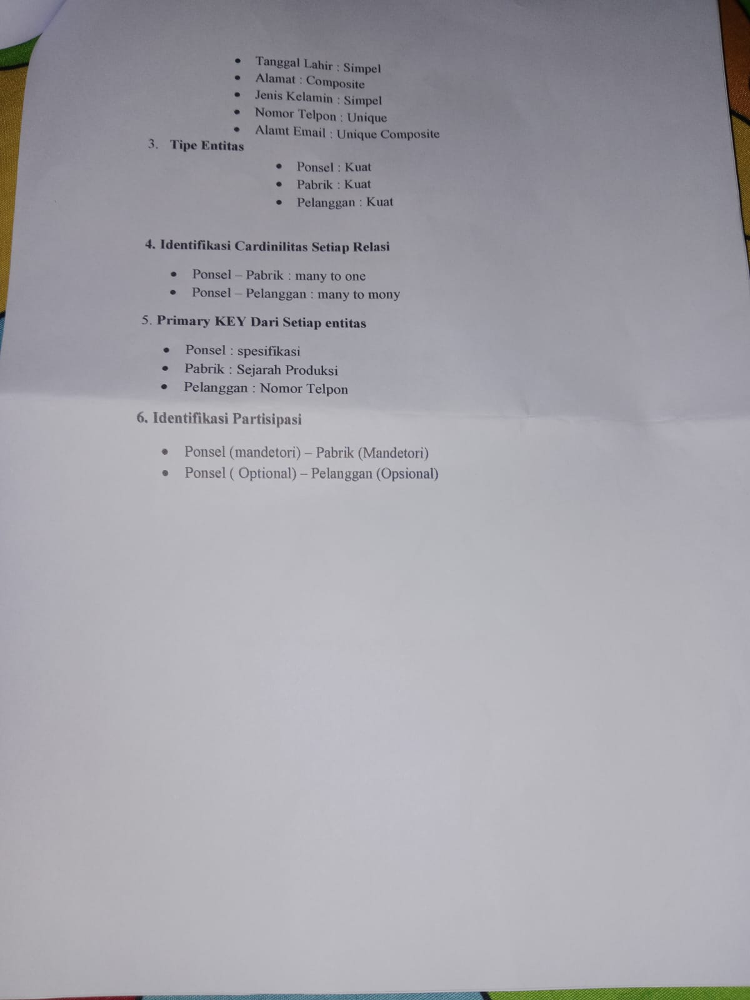 • Tanggal Lahir : Simpel
• Alamat : Composite
• Jenis Kelamin : Simpel
• Nomor Telpon : Unique
• Alamt Email : Unique Composite
3. Tipe Entitas
• Ponsel : Kuat
• Pabrik : Kuat
• Pelanggan : Kuat
4. Identifikasi Cardinilitas Setiap Relasi
• Ponsel – Pabrik : many to one
• Ponsel – Pelanggan : many to mony
5. Primary KEY Dari Setiap entitas
• Ponsel : spesifikasi
• Pabrik : Sejarah Produksi
• Pelanggan : Nomor Telpon
6. Identifikasi Partisipasi
• Ponsel (mandetori) – Pabrik (Mandetori)
• Ponsel ( Optional) – Pelanggan (Opsional)